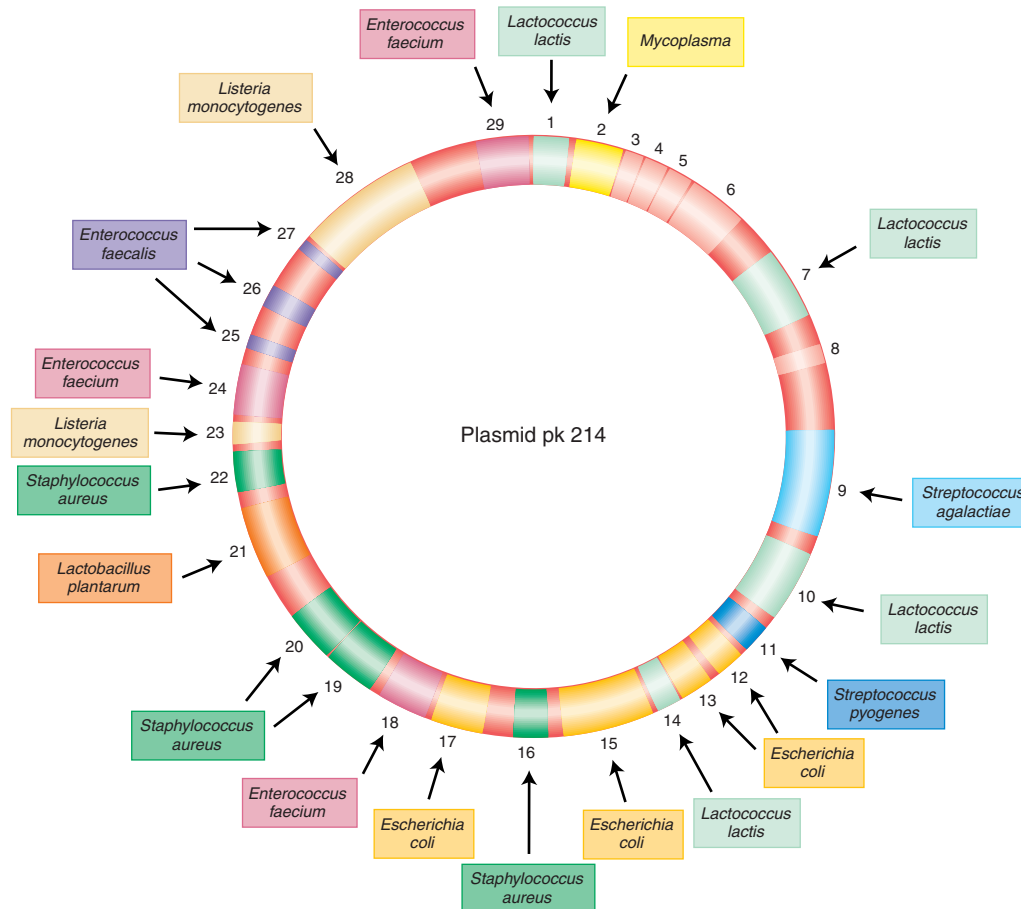 Enterococcus
faecium
Lactococcus
lactis
Mycoplasma
Listeria
monocytogenes
29
1
2
3
4
5
6
28
Enterococcus
faecalis
27
Lactococcus
lactis
7
26
25
8
Enterococcus
faecium
24
Listeria
monocytogenes
23
Plasmid pk 214
Staphylococcus
aureus
22
9
Streptococcus
agalactiae
Lactobacillus
plantarum
21
10
Lactococcus
lactis
20
11
19
12
Streptococcus
pyogenes
18
13
Staphylococcus
aureus
17
16
15
14
Escherichia
coli
Enterococcus
faecium
Escherichia
coli
Escherichia
coli
Lactococcus
lactis
Staphylococcus
aureus